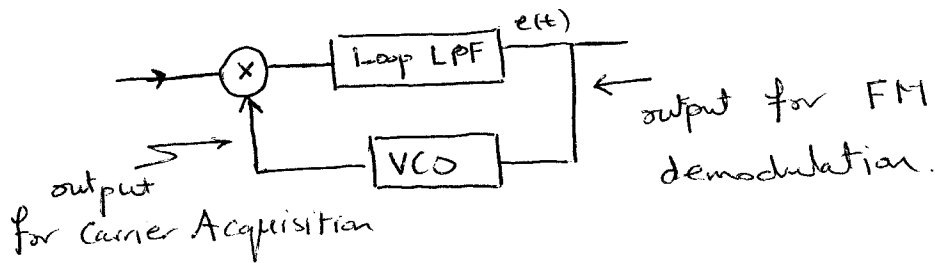 e(t)
×
Loop LPF
output for FM
demodulation.
VCO
output
for Carrier Acquisition